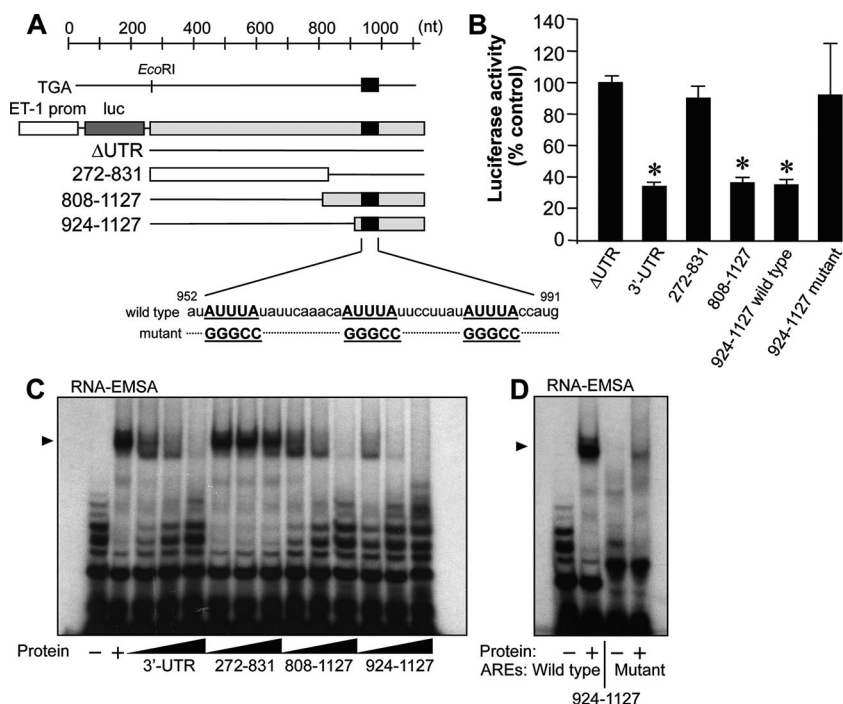 A
0 200 400 600 800 1000 (nt)
EcoRI
TGA
ET-1 prom luc
ΔUTR
272-831
808-1127
924-1127
952 991
wild type auAUUUAuauucaaacaAUUUAuuccuuauAUUUAccaug
mutant GGGCC GGGCC GGGCC
B
Luciferase activity
(% control)
140
120
100
80
60
40
20
0
* * *
ΔUTR
3'-UTR
272-831
808-1127
924-1127 wild type
924-1127 mutant
C
RNA-EMSA
Protein − +
3'-UTR 272-831 808-1127 924-1127
D
RNA-EMSA
Protein: − + − +
AREs: Wild type Mutant
924-1127